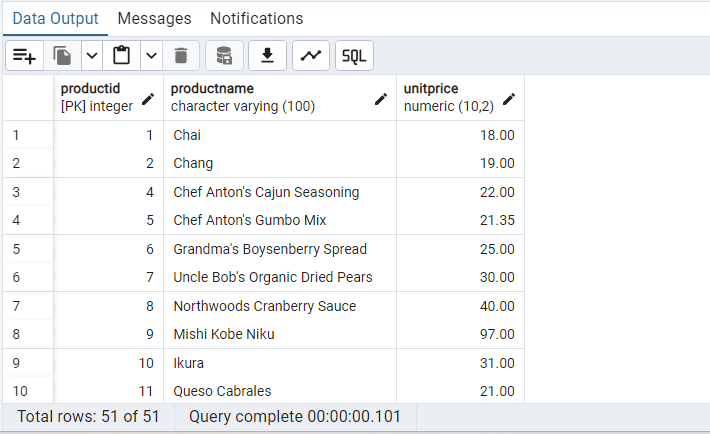 Data Output Messages Notifications
SQL
productid productname unitprice
[PK] integer character varying (100) numeric (10,2)
1 1 Chai 18.00
2 2 Chang 19.00
3 4 Chef Anton's Cajun Seasoning 22.00
4 5 Chef Anton's Gumbo Mix 21.35
5 6 Grandma's Boysenberry Spread 25.00
6 7 Uncle Bob's Organic Dried Pears 30.00
7 8 Northwoods Cranberry Sauce 40.00
8 9 Mishi Kobe Niku 97.00
9 10 Ikura 31.00
10 11 Queso Cabrales 21.00
Total rows: 51 of 51 Query complete 00:00:00.101